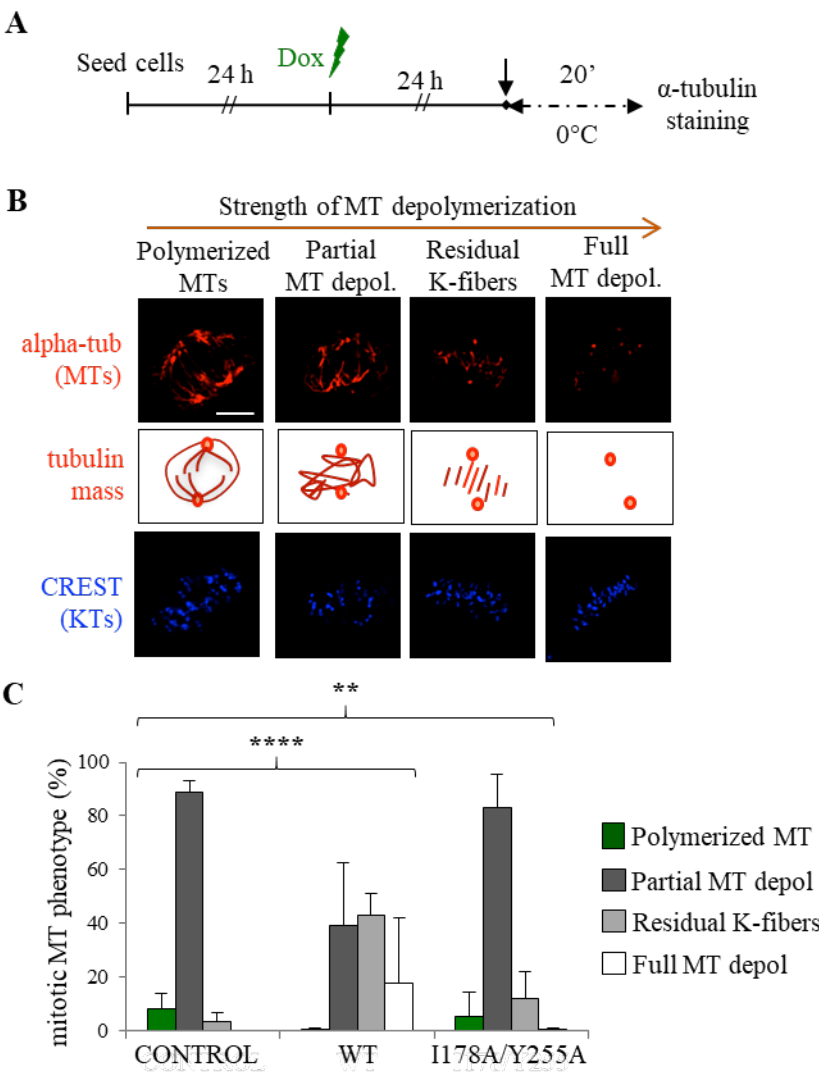 A
Seed cells
24 h
Dox
24 h
20’
0°C
α-tubulin
staining
B
Strength of MT depolymerization
Polymerized
MTs
Partial
MT depol.
Residual
K-fibers
Full
MT depol.
alpha-tub
(MTs)
tubulin
mass
CREST
(KTs)
C
**
****
mitotic MT phenotype (%)
100
80
60
40
20
0
CONTROL
WT
I178A/Y255A
Polymerized MT
Partial MT depol
Residual K-fibers
Full MT depol